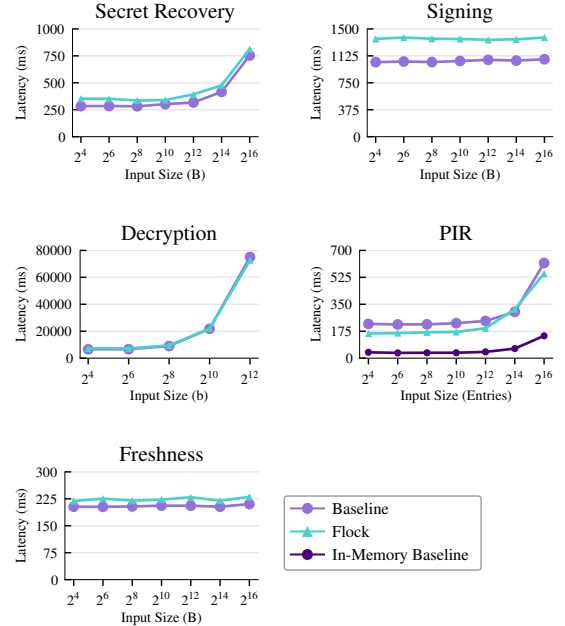 Secret Recovery
Latency (ms)
1000
750
500
250
0
2^4 2^6 2^8 2^10 2^12 2^14 2^16
Input Size (B)
Signing
Latency (ms)
1500
1125
750
375
0
2^4 2^6 2^8 2^10 2^12 2^14 2^16
Input Size (B)
Decryption
Latency (ms)
80000
60000
40000
20000
0
2^4 2^6 2^8 2^10 2^12
Input Size (b)
PIR
Latency (ms)
700
525
350
175
0
2^4 2^6 2^8 2^10 2^12 2^14 2^16
Input Size (Entries)
Freshness
Latency (ms)
300
225
150
75
0
2^4 2^6 2^8 2^10 2^12 2^14 2^16
Input Size (B)
Baseline
Flock
In-Memory Baseline